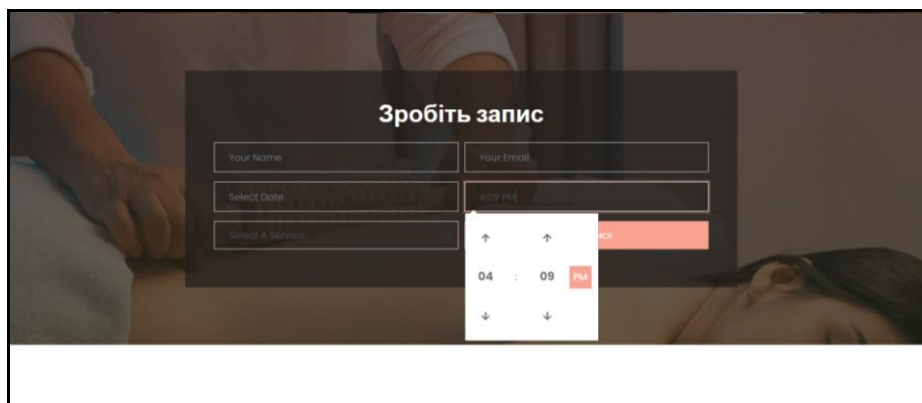 Зробіть запис
Your Name
Your Email
Select Date
4:09 PM
Select A Service
04 : 09 PM